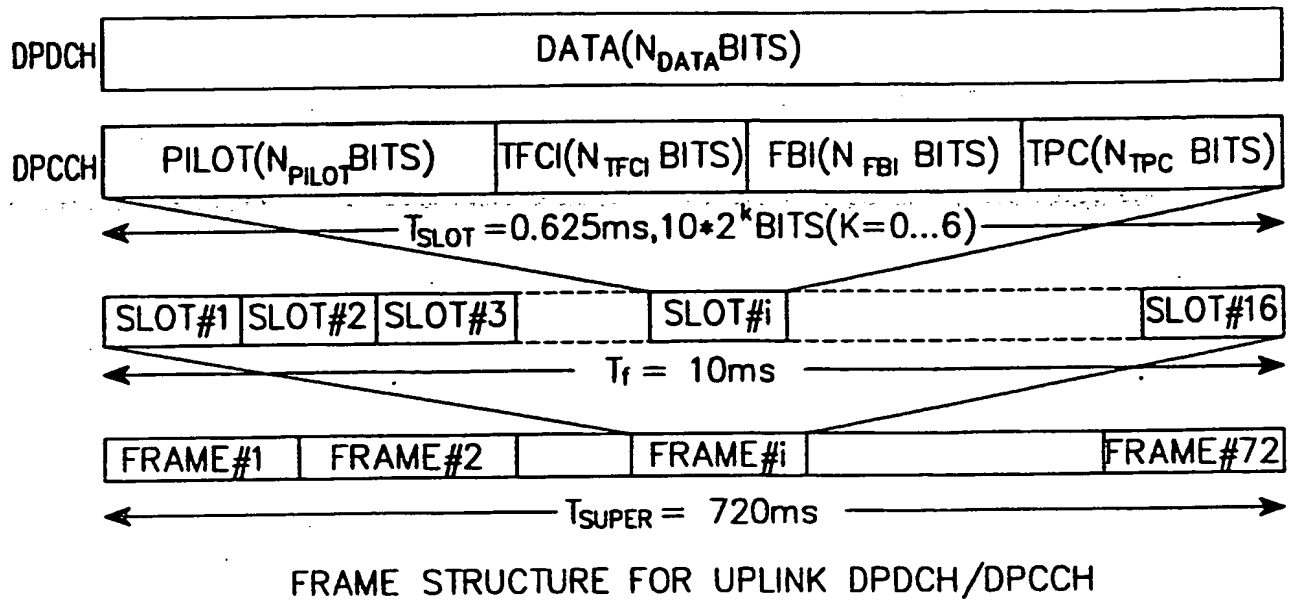 DPDCH DATA(N_DATA BITS)
DPCCH PILOT(N_PILOT BITS) TFCI(N_TFCI BITS) FBI(N_FBI BITS) TPC(N_TPC BITS)
T_SLOT = 0.625ms, 10*2^k BITS(K=0...6)
SLOT#1 SLOT#2 SLOT#3 SLOT#i SLOT#16
T_f = 10ms
FRAME#1 FRAME#2 FRAME#i FRAME#72
T_SUPER = 720ms
FRAME STRUCTURE FOR UPLINK DPDCH/DPCCH